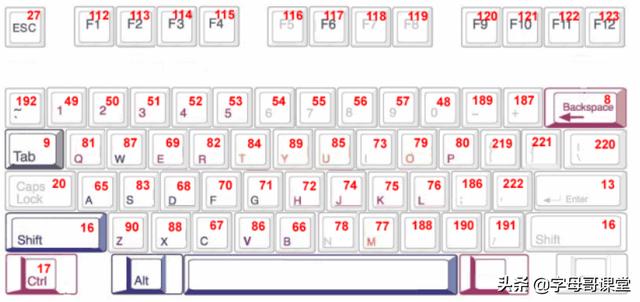 27 112 113 114 115 116 117 118 119 120 121 122 123
ESC F1 F2 F3 F4 F5 F6 F7 F8 F9 F10 F11 F12
192 49 50 51 52 53 54 55 56 57 48 189 187 8
~ 1 2 3 4 5 6 7 8 9 0 - + Backspace
9 81 87 69 82 84 89 85 73 79 80 219 221 220
Tab Q W E R T Y U I O P [ ] \
20 65 83 68 70 71 72 74 75 76 186 222 13
Caps Lock A S D F G H J K L ; ' Enter
16 90 88 67 86 66 78 77 188 190 191 16
Shift Z X C V B N M , . / Shift
17
Ctrl Alt
头条 @字母哥课堂